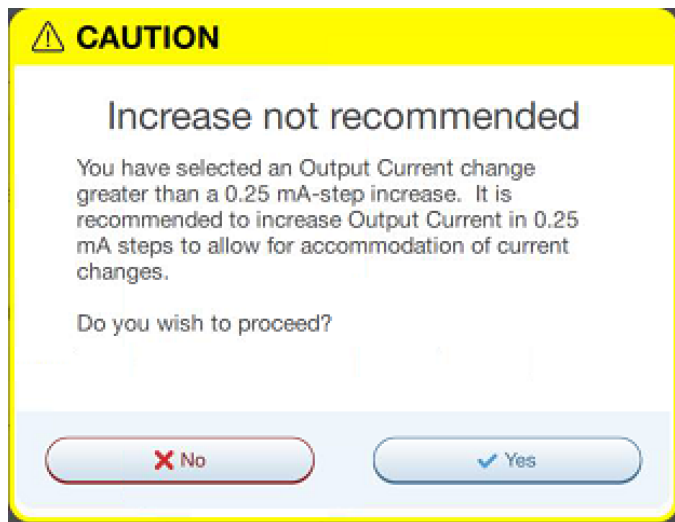 CAUTION
Increase not recommended
You have selected an Output Current change
greater than a 0.25 mA-step increase.  It is
recommended to increase Output Current in 0.25
mA steps to allow for accommodation of current
changes.
Do you wish to proceed?
No
Yes